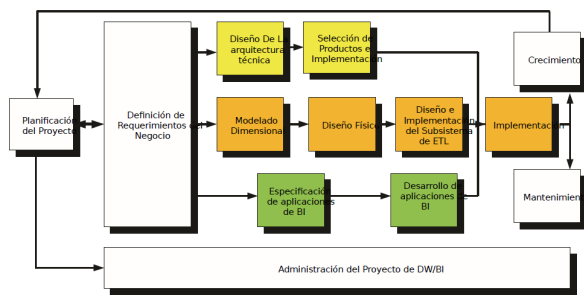 Planificación
del Proyecto
Definición de
Requerimientos del
Negocio
Diseño De La
arquitectura
técnica
Selección de
Productos e
Implementación
Modelado
Dimensional
Diseño Físico
Diseño e
Implementación
del Subsistema
de ETL
Implementación
Especificación
de aplicaciones
de BI
Desarrollo de
aplicaciones de
BI
Crecimiento
Mantenimien
Administración del Proyecto de DW/BI